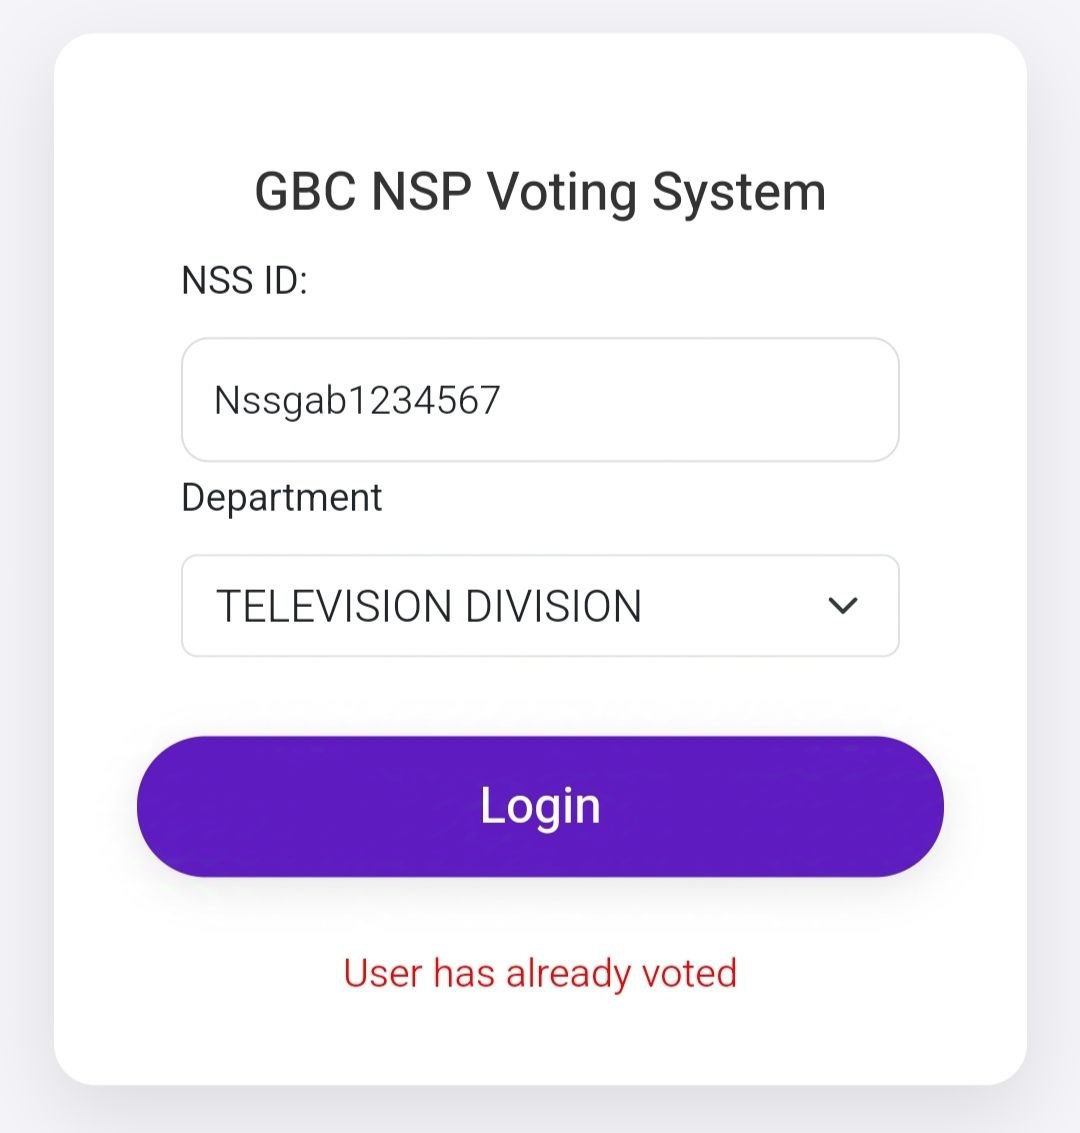 GBC NSP Voting System
NSS ID:
Nssgab1234567
Department
TELEVISION DIVISION
Login
User has already voted